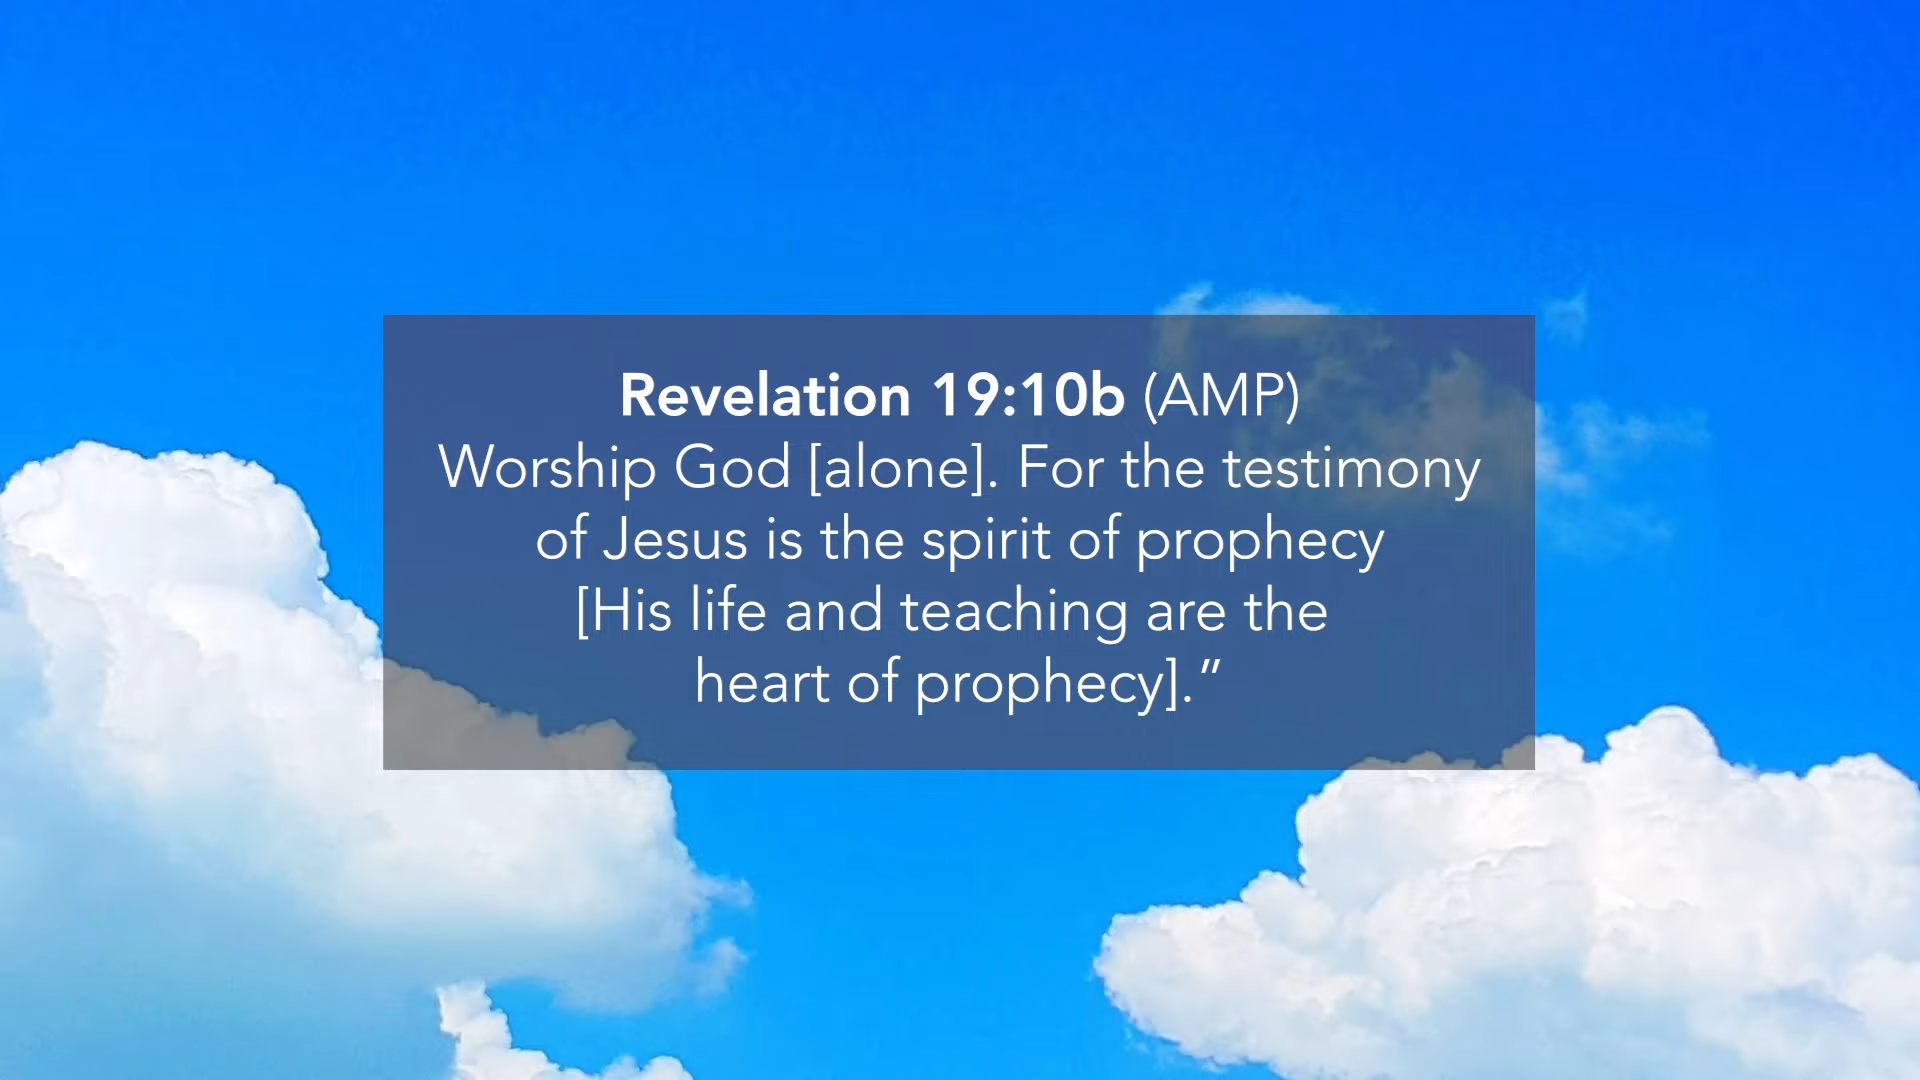 Revelation 19:10b (AMP)
Worship God [alone]. For the testimony
of Jesus is the spirit of prophecy
[His life and teaching are the
heart of prophecy].”